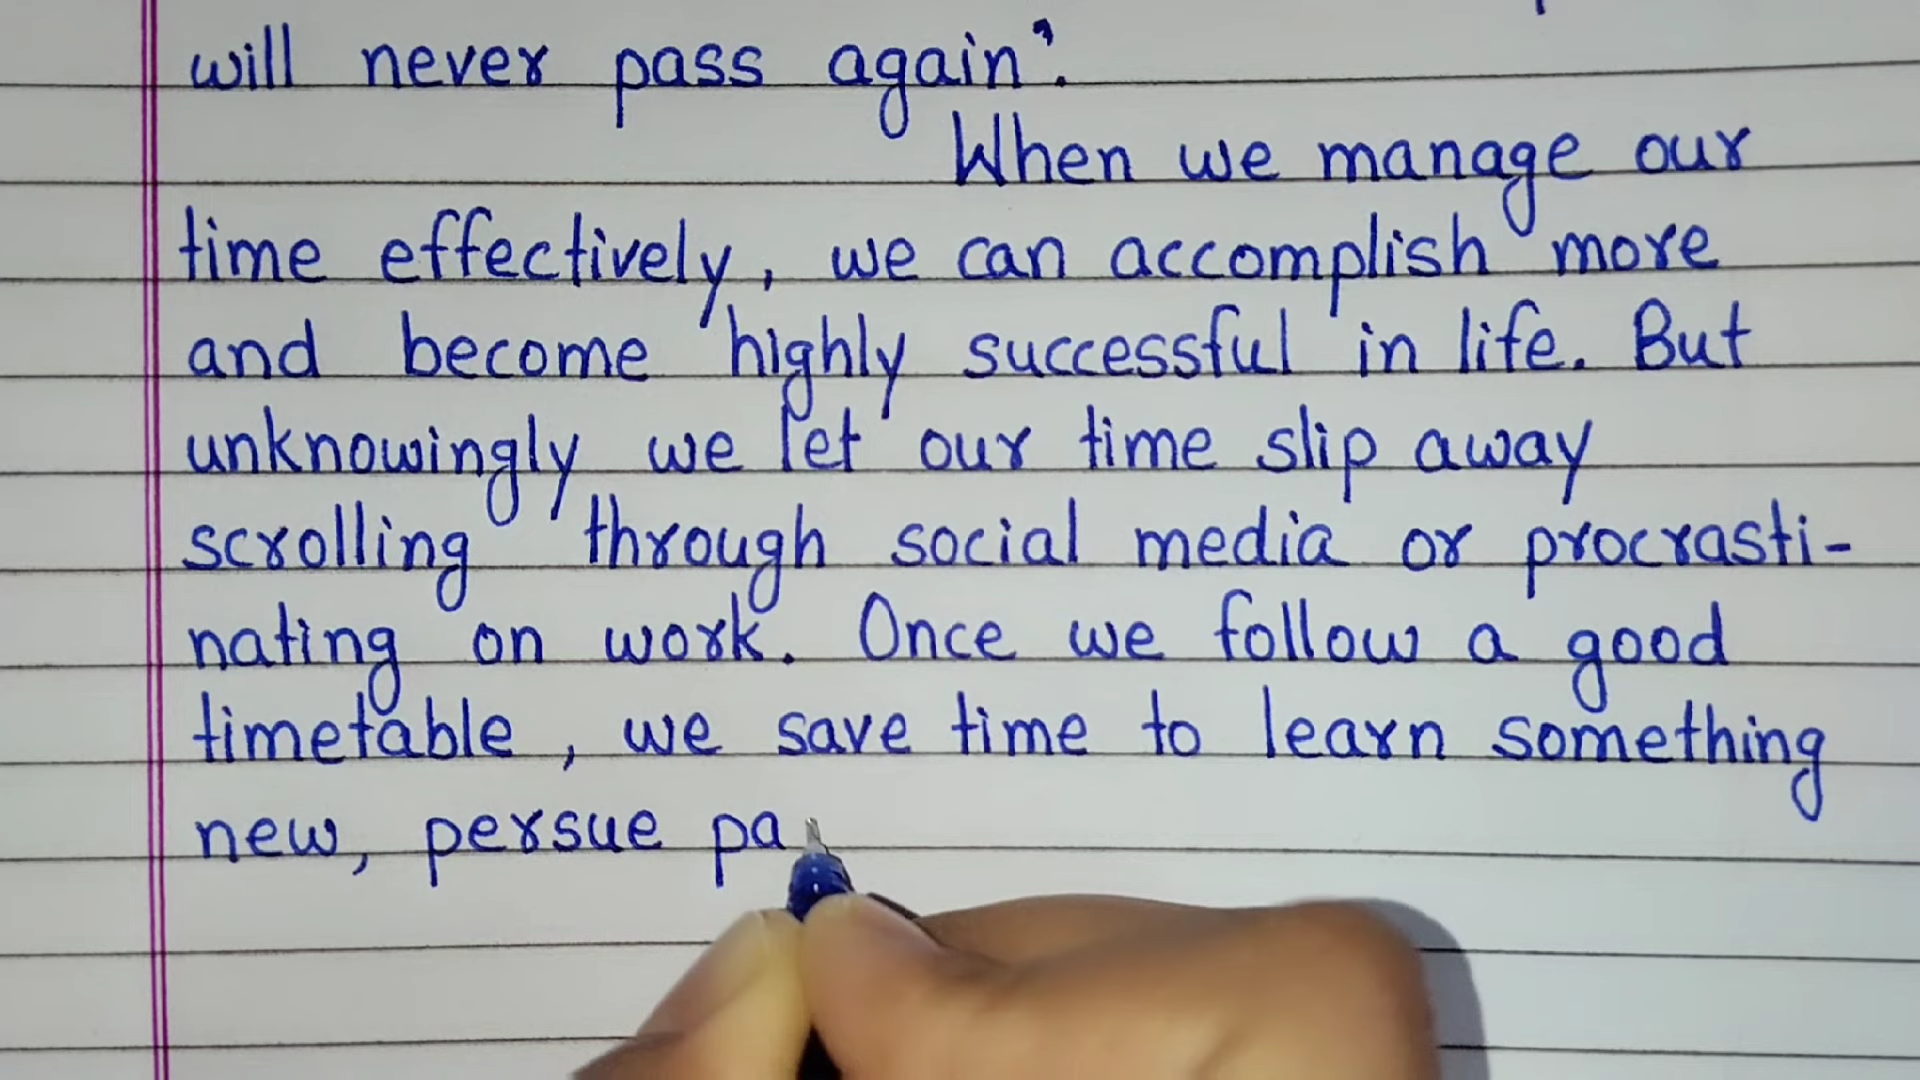 will never pass again".
When we manage our
time effectively, we can accomplish more
and become highly successful in life. But
unknowingly we let our time slip away
scrolling through social media or procrasti-
nating on work. Once we follow a good
timetable, we save time to learn something
new, persue pa